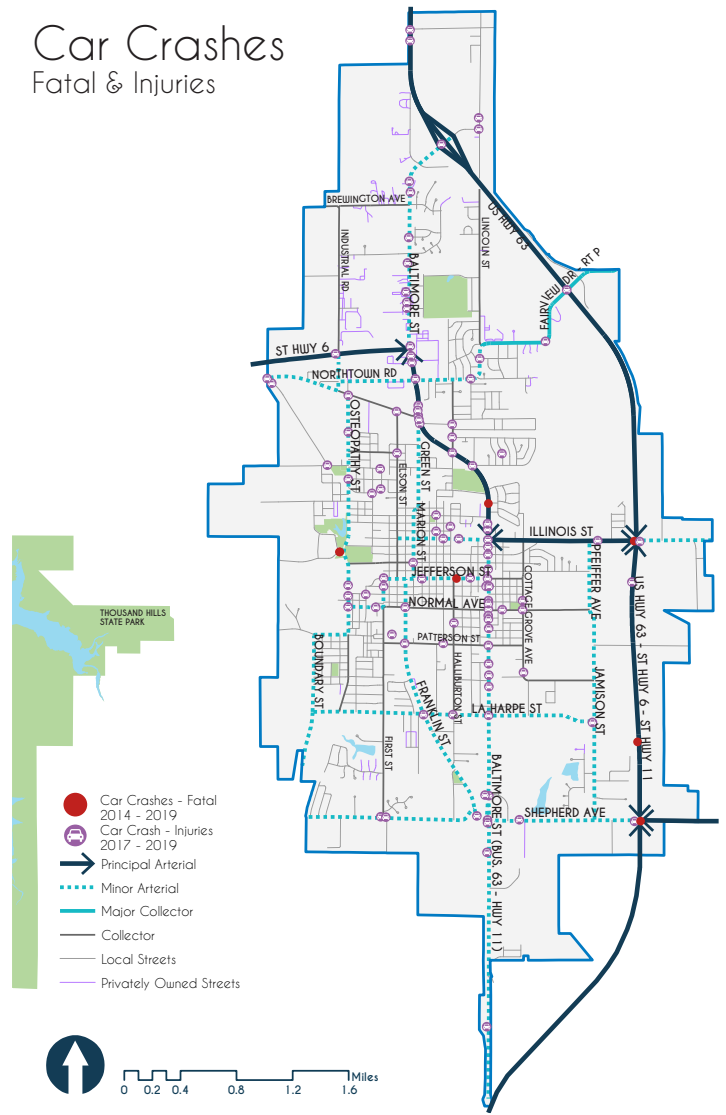 Car Crashes
Fatal & Injuries
BREWINGTON AVE
INDUSTRIAL RD
LINCOLN ST
US HWY 63
BALTIMORE ST
FAIRVIEW DR
RT P
ST HWY 6
NORTHTOWN RD
OSTEOPATHY ST
ELSON ST
GREEN ST
MARION ST
ILLINOIS ST
PFEIFFER AVE
JEFFERSON ST
COTTAGE GROVE AVE
NORMAL AVE
US HWY 63 - ST HWY 6 - ST HWY 11
THOUSAND HILLS
STATE PARK
BOUNDARY ST
PATTERSON ST
HALLIBURTON ST
JAMISON ST
FRANKLIN ST
LA HARPE ST
FIRST ST
BALTIMORE ST (BUS. 63 - HWY 11)
SHEPHERD AVE
Car Crashes - Fatal
2014 - 2019
Car Crash - Injuries
2017 - 2019
Principal Arterial
Minor Arterial
Major Collector
Collector
Local Streets
Privately Owned Streets
Miles
0 0.2 0.4 0.8 1.2 1.6